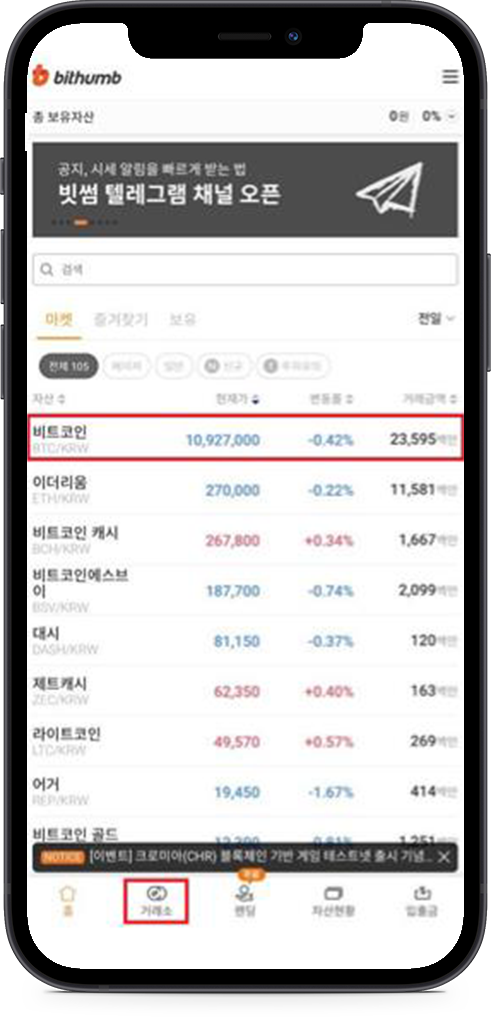 bithumb
총 보유자산 0원 0%
공지, 시세 알림을 빠르게 받는 법
빗썸 텔레그램 채널 오픈
검색
마켓 즐겨찾기 보유 전일
전체 105 일반 신규 투자유의
자산 현재가 변동률 거래금액
비트코인 10,927,000 -0.42% 23,595백만
BTC/KRW
이더리움 270,000 -0.22% 11,581백만
ETH/KRW
비트코인 캐시 267,800 +0.34% 1,667백만
BCH/KRW
비트코인에스브
이 187,700 -0.74% 2,099백만
BSV/KRW
대시 81,150 -0.37% 120백만
DASH/KRW
제트캐시 62,350 +0.40% 163백만
ZEC/KRW
라이트코인 49,570 +0.57% 269백만
LTC/KRW
어거 19,450 -1.67% 414백만
REP/KRW
비트코인 골드
NOTICE [이벤트] 크로미아(CHR) 블록체인 기반 게임 테스트넷 출시 기념...
홈 거래소 렌딩 자산현황 입출금